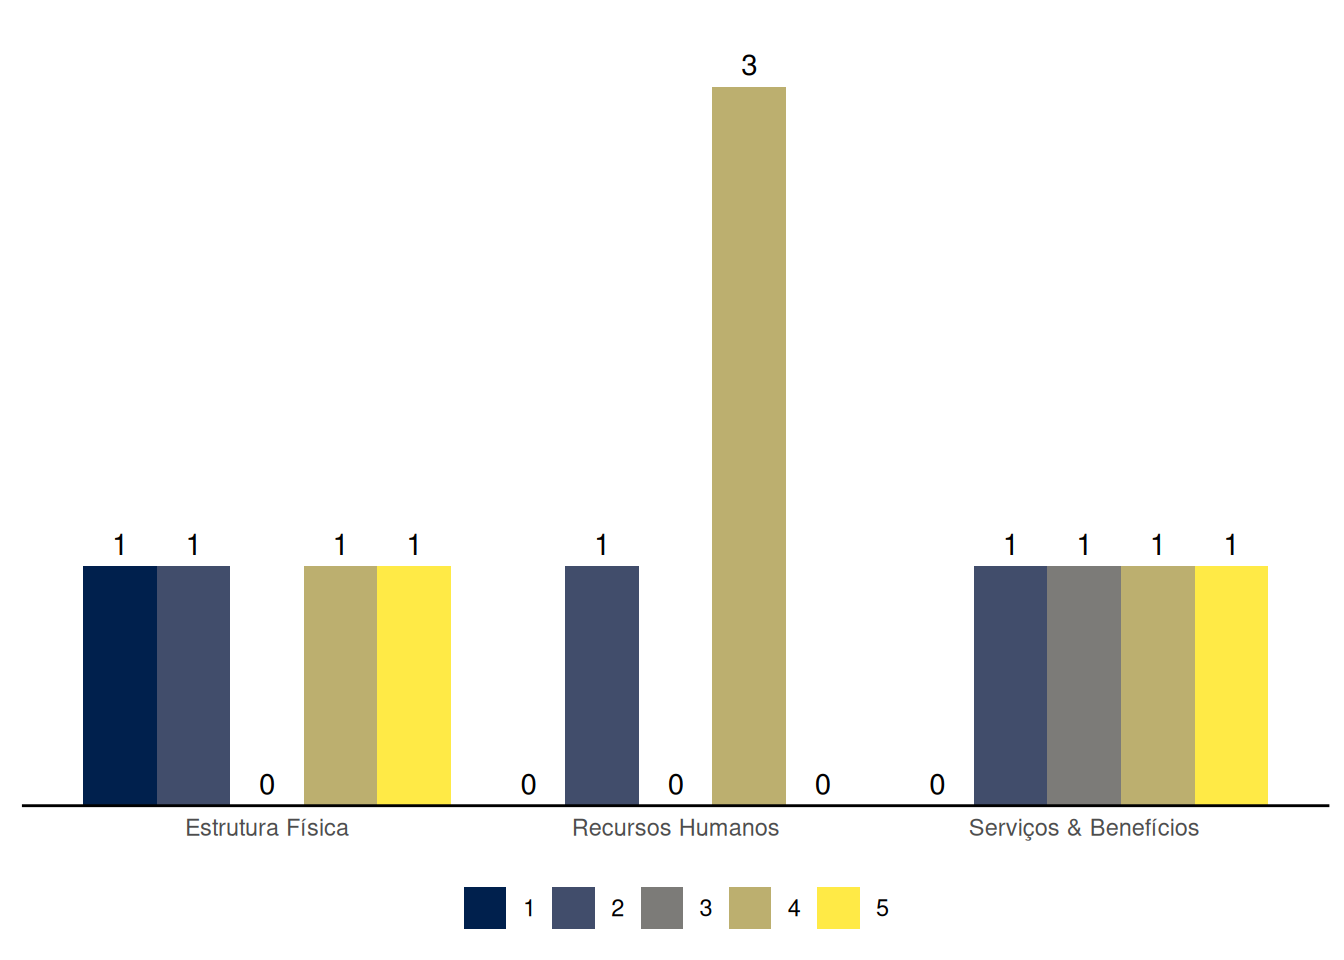 3
1 1 1 1 1 1 1 1 1
0 0 0 0 0
Estrutura Física Recursos Humanos Serviços & Benefícios
1 2 3 4 5